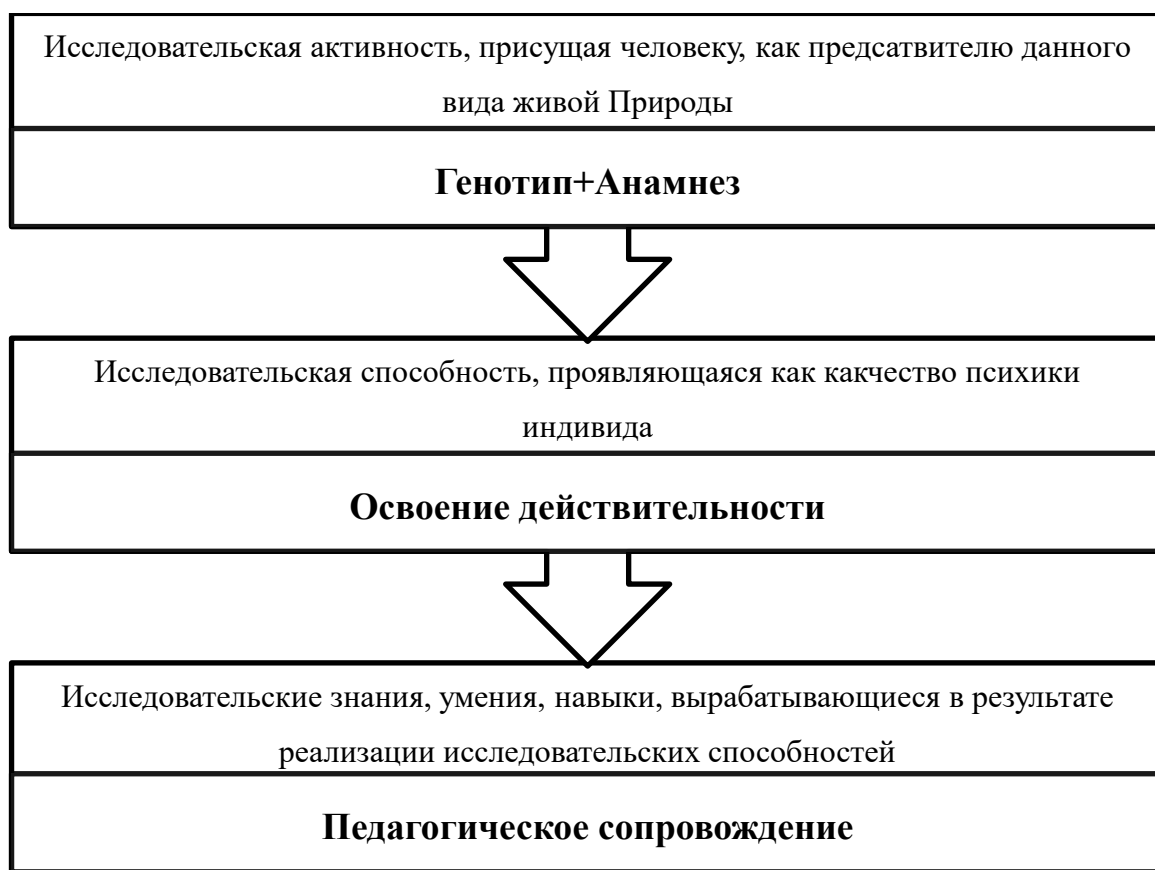 Исследовательская активность, присущая человеку, как предсатвителю данного
вида живой Природы
Генотип+Анамнез
Исследовательская способность, проявляющаяся как какчество психики
индивида
Освоение действительности
Исследовательские знания, умения, навыки, вырабатывающиеся в результате
реализации исследовательских способностей
Педагогическое сопровождение